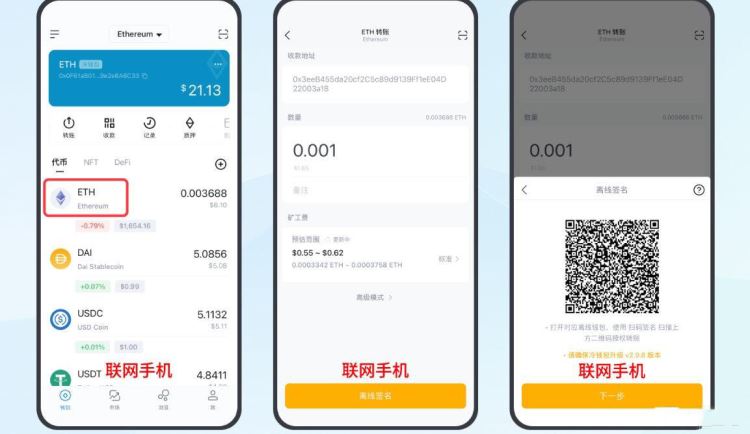 Ethereum
ETH 冷钱包
$ 21.13
转账
收款
记录
质押
代币
NFT
DeFi
ETH
0.003688
Ethereum
$6.10
-0.79%
$1,654.16
DAI
5.0856
Dai Stablecoin
$5.08
+0.07%
$0.99
USDC
5.1132
USD Coin
$5.11
+0.01%
$1.00
USDT
4.8411
联网手机
钱包
市场
我
ETH 转账
Ethereum
收款地址
0x3eeB455da20cf2C5c89d9139Ff1eE04D
22003a18
数量
0.003688 ETH
0.001
$1.65
备注
矿工费
预估范围
更新中
$0.55 ~ $0.62
0.0003342 ETH ~ 0.0003758 ETH
标准
高级模式
联网手机
离线签名
ETH 转账
Ethereum
收款地址
0x3eeB455da20cf2C5c89d9139Ff1eE04D
22003a18
数量
0.003688 ETH
0.001
离线签名
- 打开对应离线钱包，使用 扫码签名 扫描上
方二维码授权转账
- 请确保冷钱包升级 v2.9.8 版本
联网手机
下一步